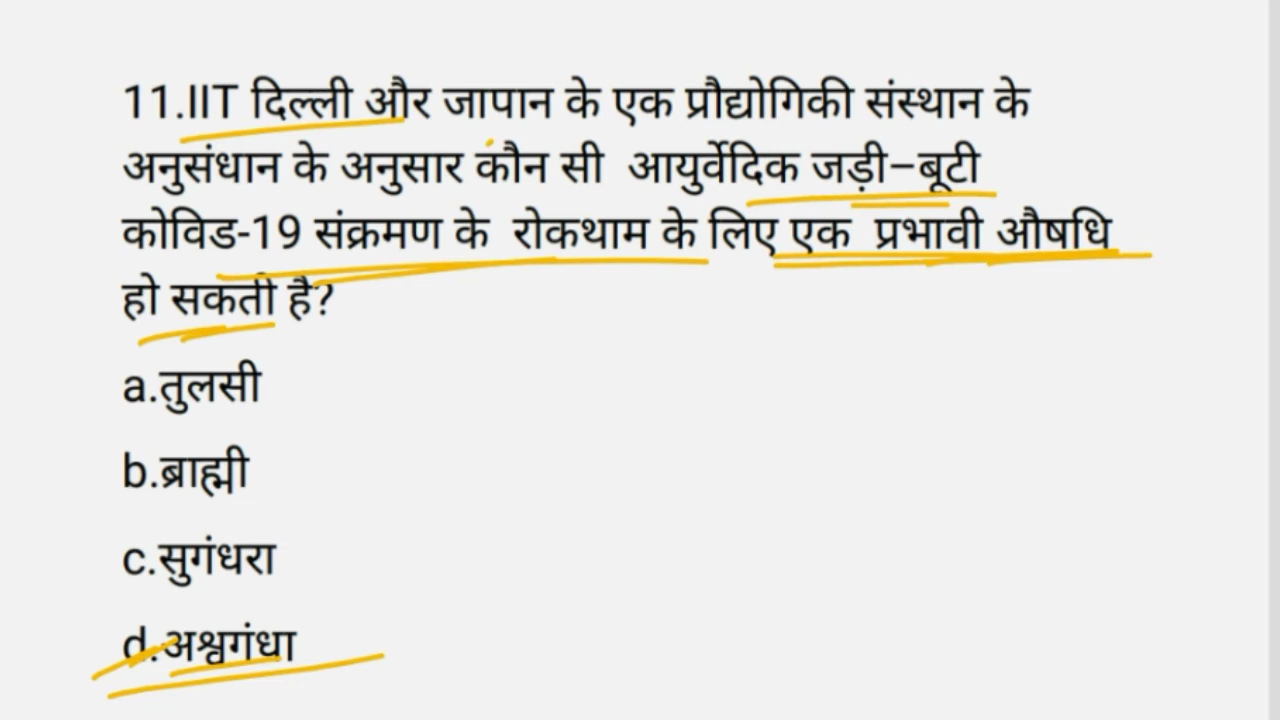 11.IIT दिल्ली और जापान के एक प्रौद्योगिकी संस्थान के
अनुसंधान के अनुसार कौन सी आयुर्वेदिक जड़ी–बूटी
कोविड-19 संक्रमण के रोकथाम के लिए एक प्रभावी औषधि
हो सकती है?
a.तुलसी
b.ब्राह्मी
c.सुगंधरा
d.अश्वगंधा